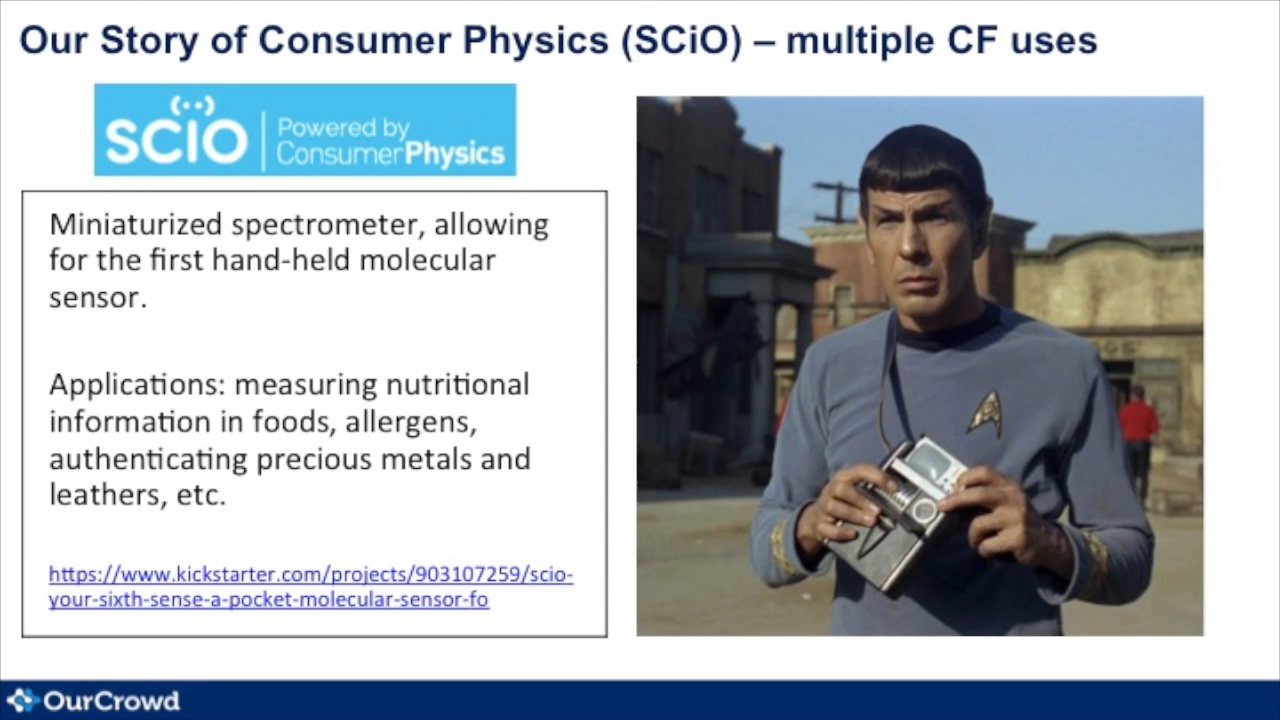 Our Story of Consumer Physics (SCiO) – multiple CF uses
SCiO
Powered by
ConsumerPhysics
Miniaturized spectrometer, allowing
for the first hand-held molecular
sensor.
Applications: measuring nutritional
information in foods, allergens,
authenticating precious metals and
leathers, etc.
https://www.kickstarter.com/projects/903107259/scio-
your-sixth-sense-a-pocket-molecular-sensor-fo
OurCrowd